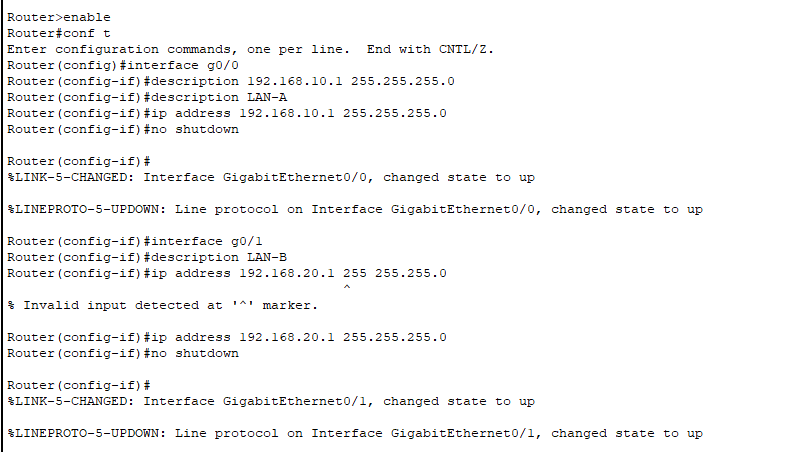 Router>enable
Router#conf t
Enter configuration commands, one per line.  End with CNTL/Z.
Router(config)#interface g0/0
Router(config-if)#description 192.168.10.1 255.255.255.0
Router(config-if)#description LAN-A
Router(config-if)#ip address 192.168.10.1 255.255.255.0
Router(config-if)#no shutdown

Router(config-if)#
%LINK-5-CHANGED: Interface GigabitEthernet0/0, changed state to up

%LINEPROTO-5-UPDOWN: Line protocol on Interface GigabitEthernet0/0, changed state to up

Router(config-if)#interface g0/1
Router(config-if)#description LAN-B
Router(config-if)#ip address 192.168.20.1 255 255.255.0
                                          ^
% Invalid input detected at '^' marker.

Router(config-if)#ip address 192.168.20.1 255.255.255.0
Router(config-if)#no shutdown

Router(config-if)#
%LINK-5-CHANGED: Interface GigabitEthernet0/1, changed state to up

%LINEPROTO-5-UPDOWN: Line protocol on Interface GigabitEthernet0/1, changed state to up